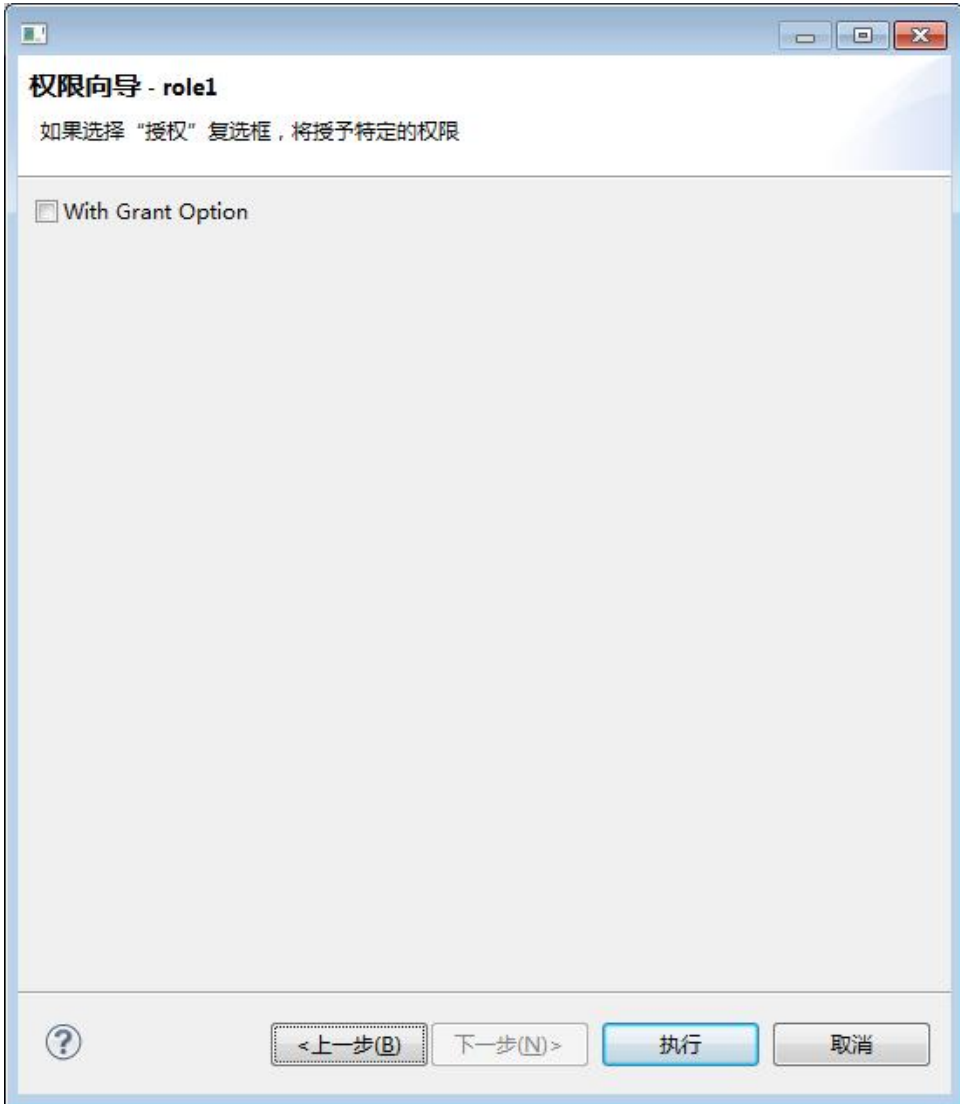 权限向导 - role1
如果选择“授权”复选框，将授予特定的权限
With Grant Option
<上一步(B) 下一步(N)> 执行 取消